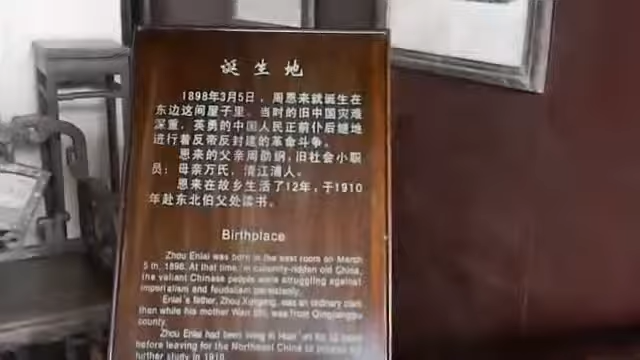 诞生地
1898年3月5日，周恩来就诞生在
东边这间屋子里。当时的旧中国灾难
深重，英勇的中国人民正前仆后继地
进行着反帝反封建的革命斗争。
恩来的父亲周劭纲，旧社会小职
员；母亲万氏，清江浦人。
恩来在故乡生活了12年，于1910
年赴东北伯父处读书。
Birthplace
Zhou Enlai was born in the east room on March
5 th, 1898. At that time, in calamity-ridden old China,
the valiant Chinese people were struggling against
imperialism and feudalism persistently.
Enlai's father, Zhou was an ordinary clerk
then while his mother Wan Shi, was from Qingjiangpu
county.
Zhou Enlai had been living in for 12 years
before leaving for the Northeast China to
further study in 1910.